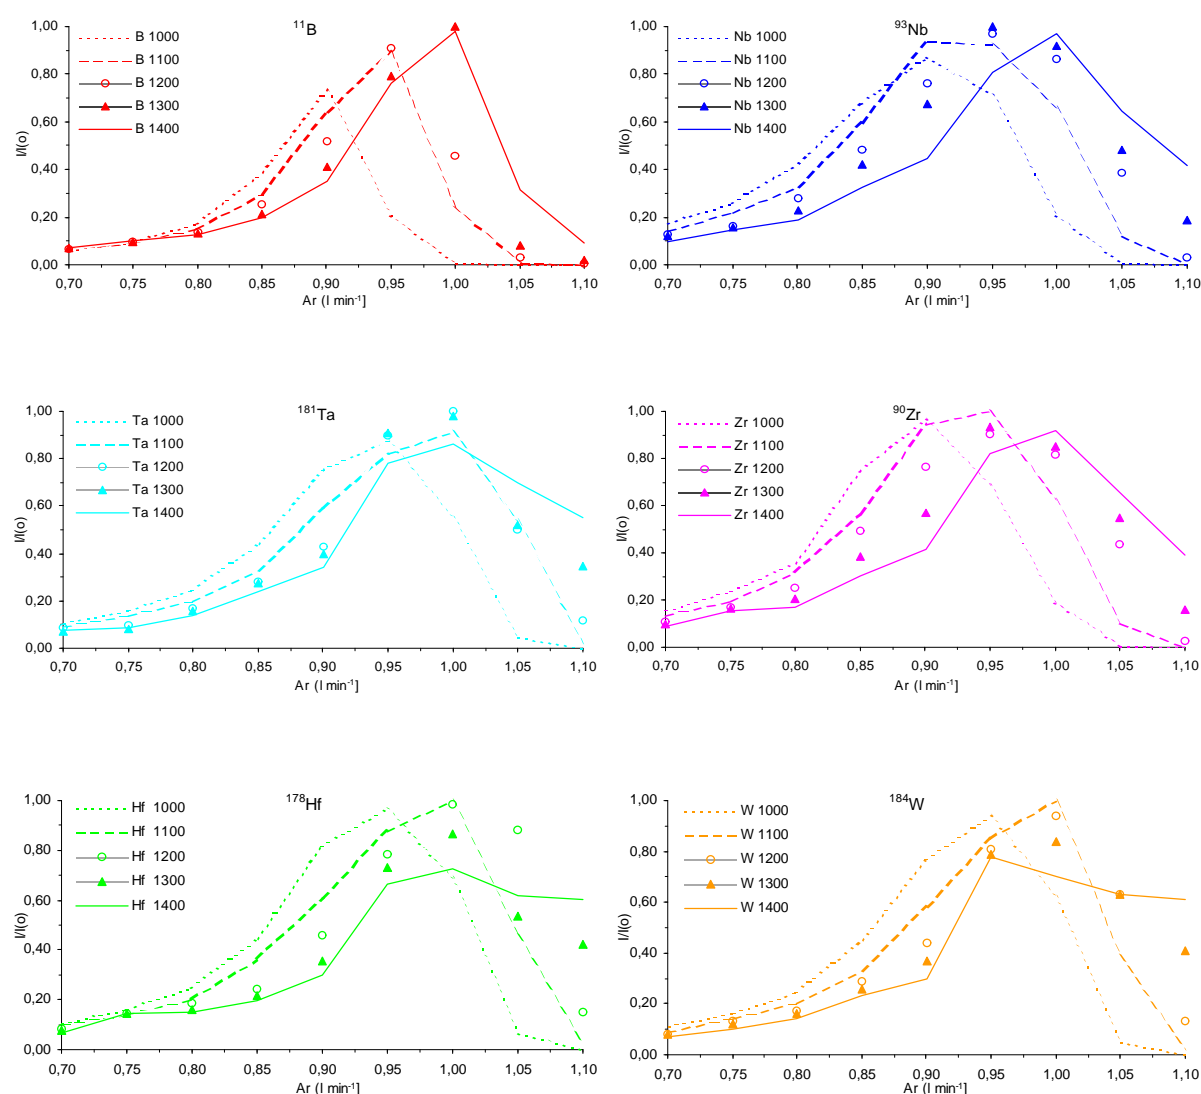 ¹¹B
B 1000
B 1100
B 1200
B 1300
B 1400
I/I(o)
1,00
0,80
0,60
0,40
0,20
0,00
0,70 0,75 0,80 0,85 0,90 0,95 1,00 1,05 1,10
Ar (l min⁻¹]
⁹³Nb
Nb 1000
Nb 1100
Nb 1200
Nb 1300
Nb 1400
I/I(o)
1,00
0,80
0,60
0,40
0,20
0,00
0,70 0,75 0,80 0,85 0,90 0,95 1,00 1,05 1,10
Ar (l min⁻¹]
¹⁸¹Ta
Ta 1000
Ta 1100
Ta 1200
Ta 1300
Ta 1400
I/I(o)
1,00
0,80
0,60
0,40
0,20
0,00
0,70 0,75 0,80 0,85 0,90 0,95 1,00 1,05 1,10
Ar (l min⁻¹]
⁹⁰Zr
Zr 1000
Zr 1100
Zr 1200
Zr 1300
Zr 1400
I/I(o)
1,00
0,80
0,60
0,40
0,20
0,00
0,70 0,75 0,80 0,85 0,90 0,95 1,00 1,05 1,10
Ar (l min⁻¹]
¹⁷⁸Hf
Hf 1000
Hf 1100
Hf 1200
Hf 1300
Hf 1400
I/I(o)
1,00
0,80
0,60
0,40
0,20
0,00
0,70 0,75 0,80 0,85 0,90 0,95 1,00 1,05 1,10
Ar (l min⁻¹]
¹⁸⁴W
W 1000
W 1100
W 1200
W 1300
W 1400
I/I(o)
1,00
0,80
0,60
0,40
0,20
0,00
0,70 0,75 0,80 0,85 0,90 0,95 1,00 1,05 1,10
Ar (l min⁻¹]